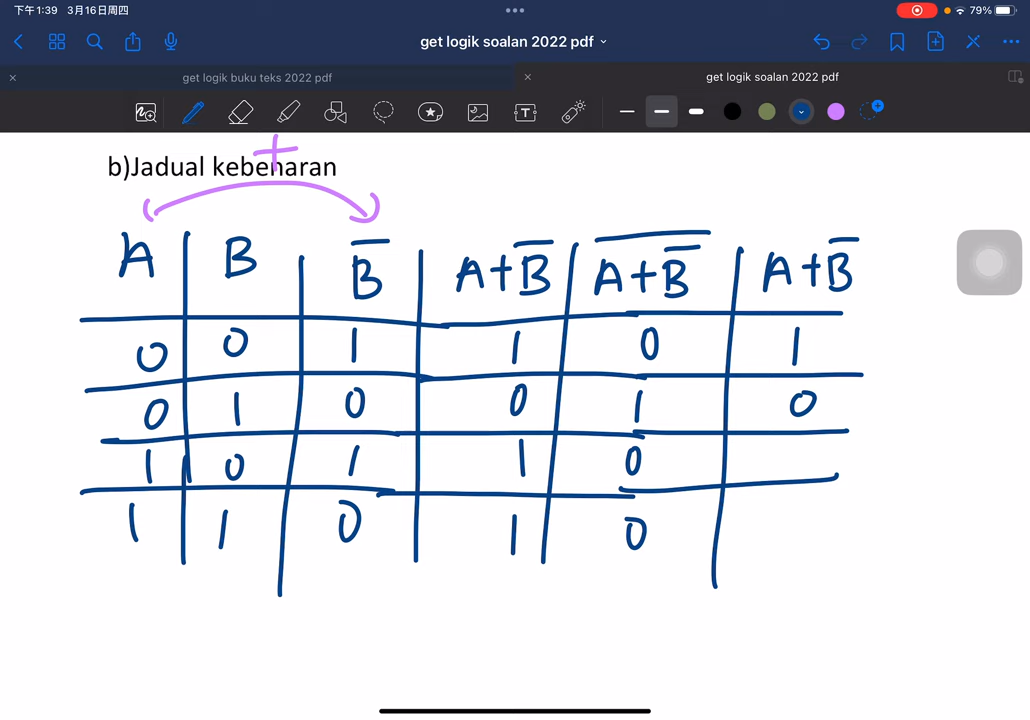 下午1:39 3月16日周四
79%
get logik soalan 2022 pdf
get logik buku teks 2022 pdf
get logik soalan 2022 pdf
b)Jadual kebenaran
+
A B B̅ A+B̅ \overline{A+B̅} A+B̅
0 0 1 1 0 1
0 1 0 0 1 0
1 0 1 1 0
1 1 0 1 0